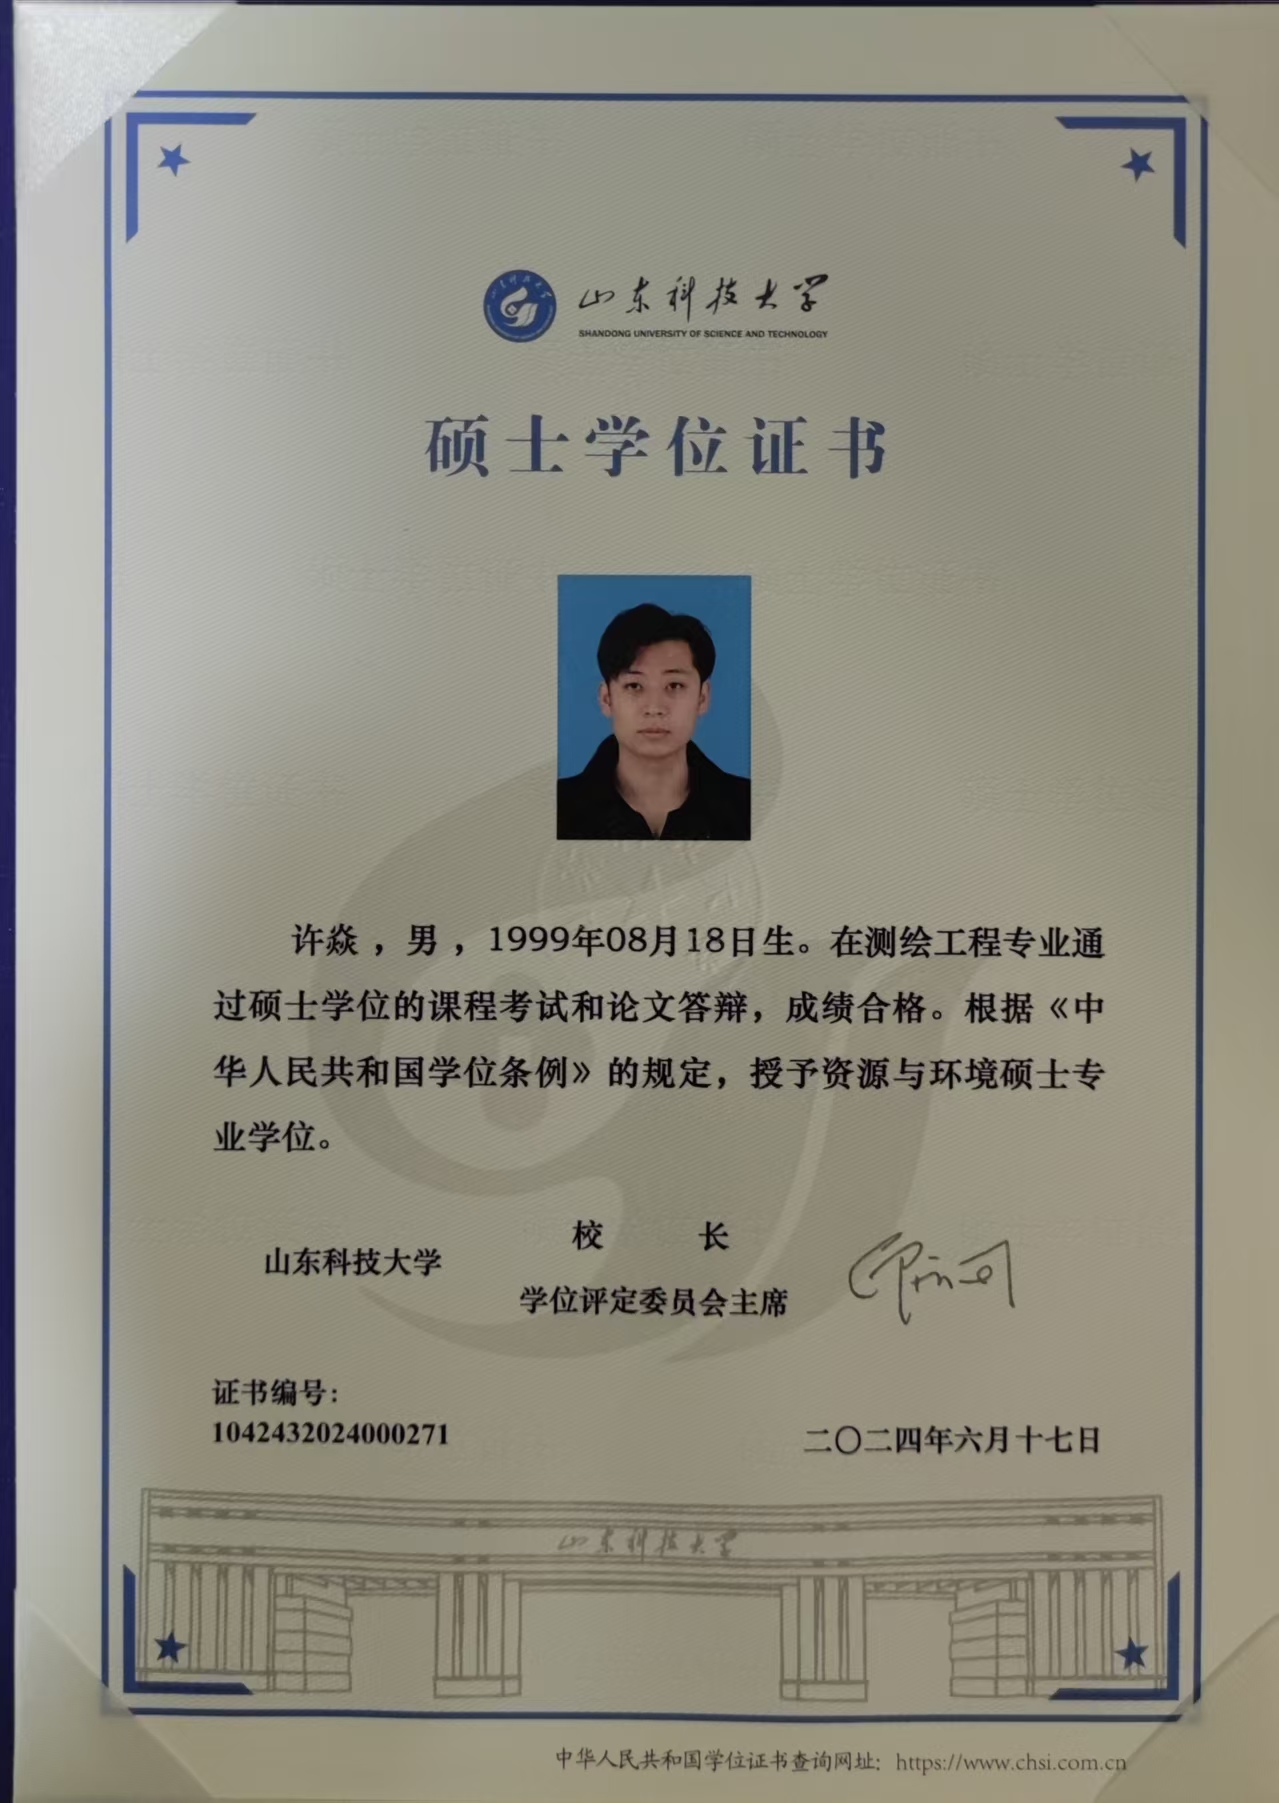 山东科技大学
SHANDONG UNIVERSITY OF SCIENCE AND TECHNOLOGY
硕士学位证书
许焱，男，1999年08月18日生。在测绘工程专业通
过硕士学位的课程考试和论文答辩，成绩合格。根据《中
华人民共和国学位条例》的规定，授予资源与环境硕士专
业学位。
校 长
山东科技大学
学位评定委员会主席
证书编号：
1042432024000271
二〇二四年六月十七日
山东科技大学
中华人民共和国学位证书查询网址：https://www.chsi.com.cn